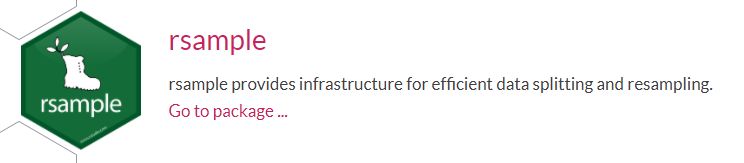 rsample
rsample
rsample provides infrastructure for efficient data splitting and resampling.
Go to package ...